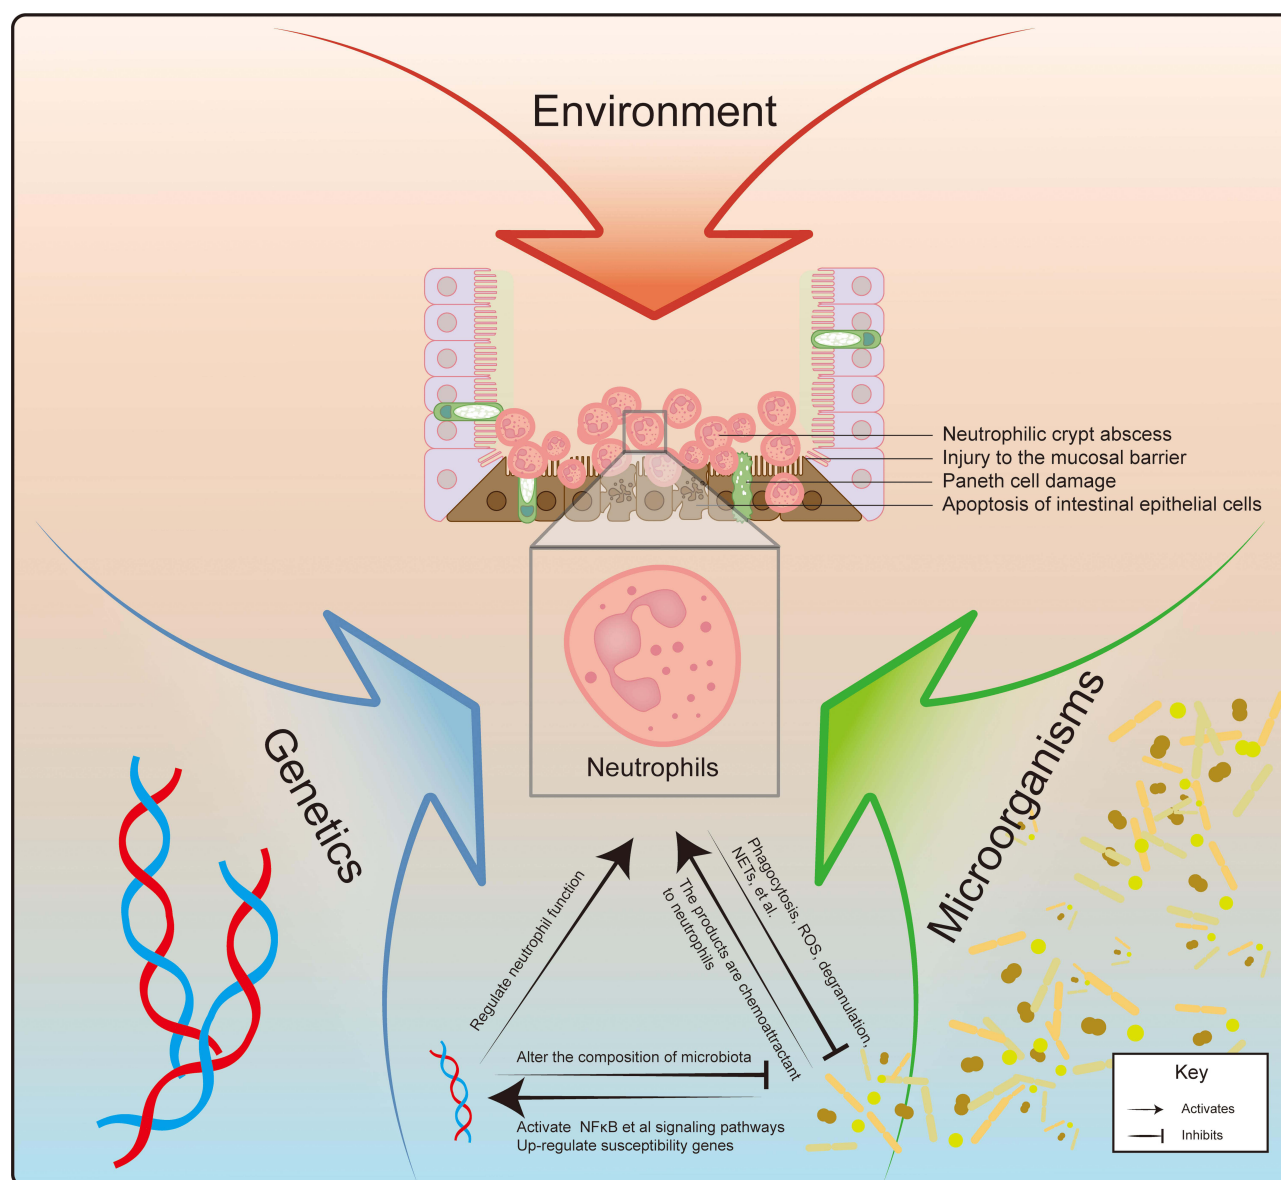 Environment
Neutrophilic crypt abscess
Injury to the mucosal barrier
Paneth cell damage
Apoptosis of intestinal epithelial cells
Neutrophils
Genetics
Microorganisms
Regulate neutrophil function
The products are chemoattractant
to neutrophils
Phagocytosis, ROS, degranulation,
NETs, et al.
Alter the composition of microbiota
Activate NFκB et al signaling pathways
Up-regulate susceptibility genes
Key
Activates
Inhibits